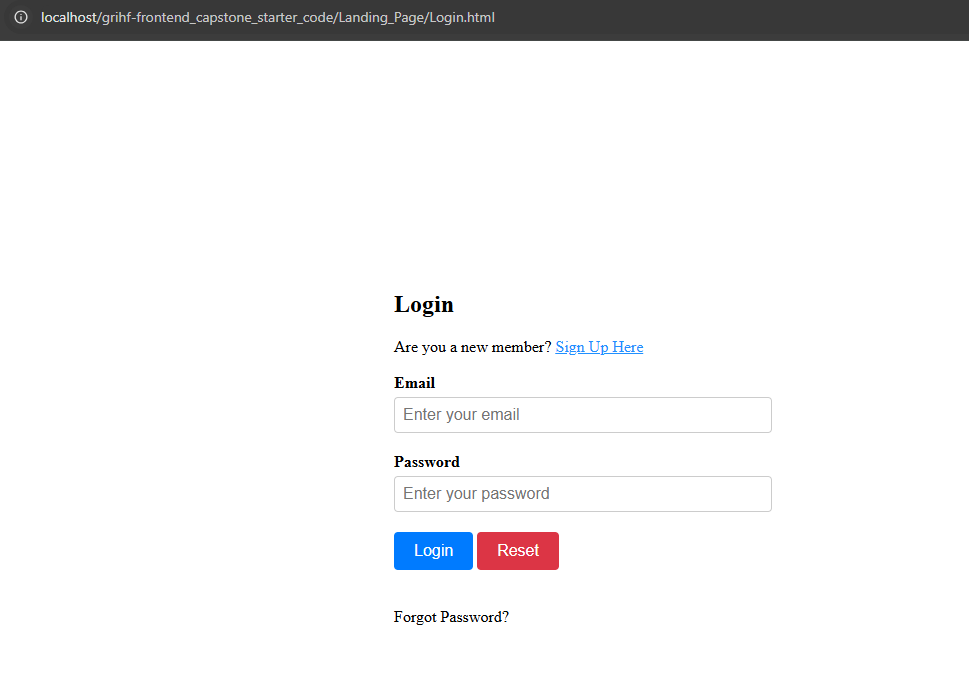 localhost/grihf-frontend_capstone_starter_code/Landing_Page/Login.html
Login
Are you a new member? Sign Up Here
Email
Enter your email
Password
Enter your password
Login Reset
Forgot Password?